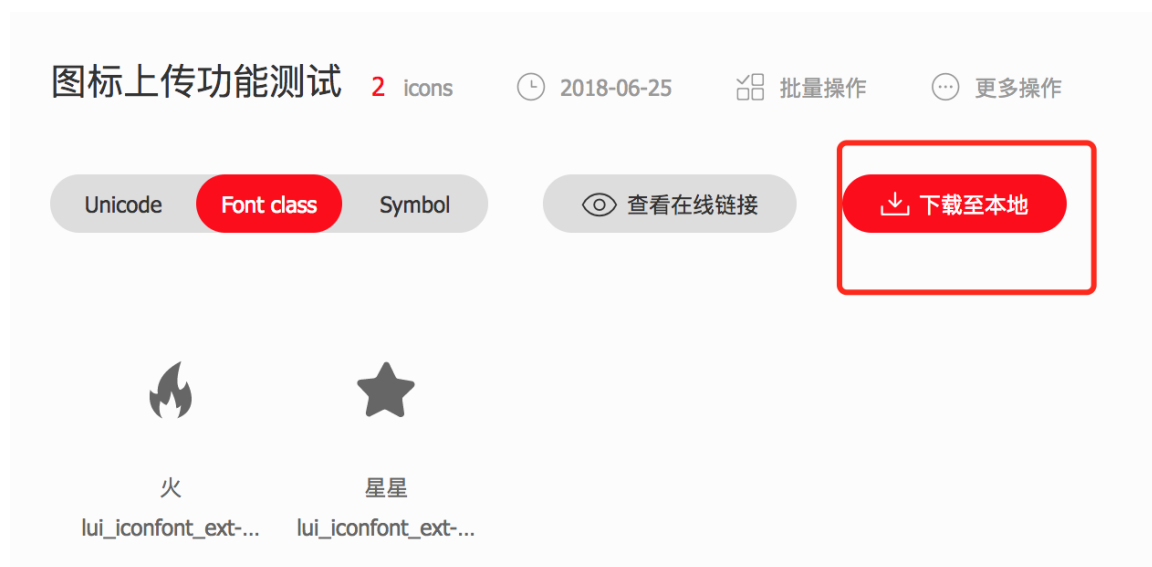 图标上传功能测试 2 icons 2018-06-25 批量操作 更多操作
Unicode Font class Symbol 查看在线链接 下载至本地
火 星星
lui_iconfont_ext-... lui_iconfont_ext-...